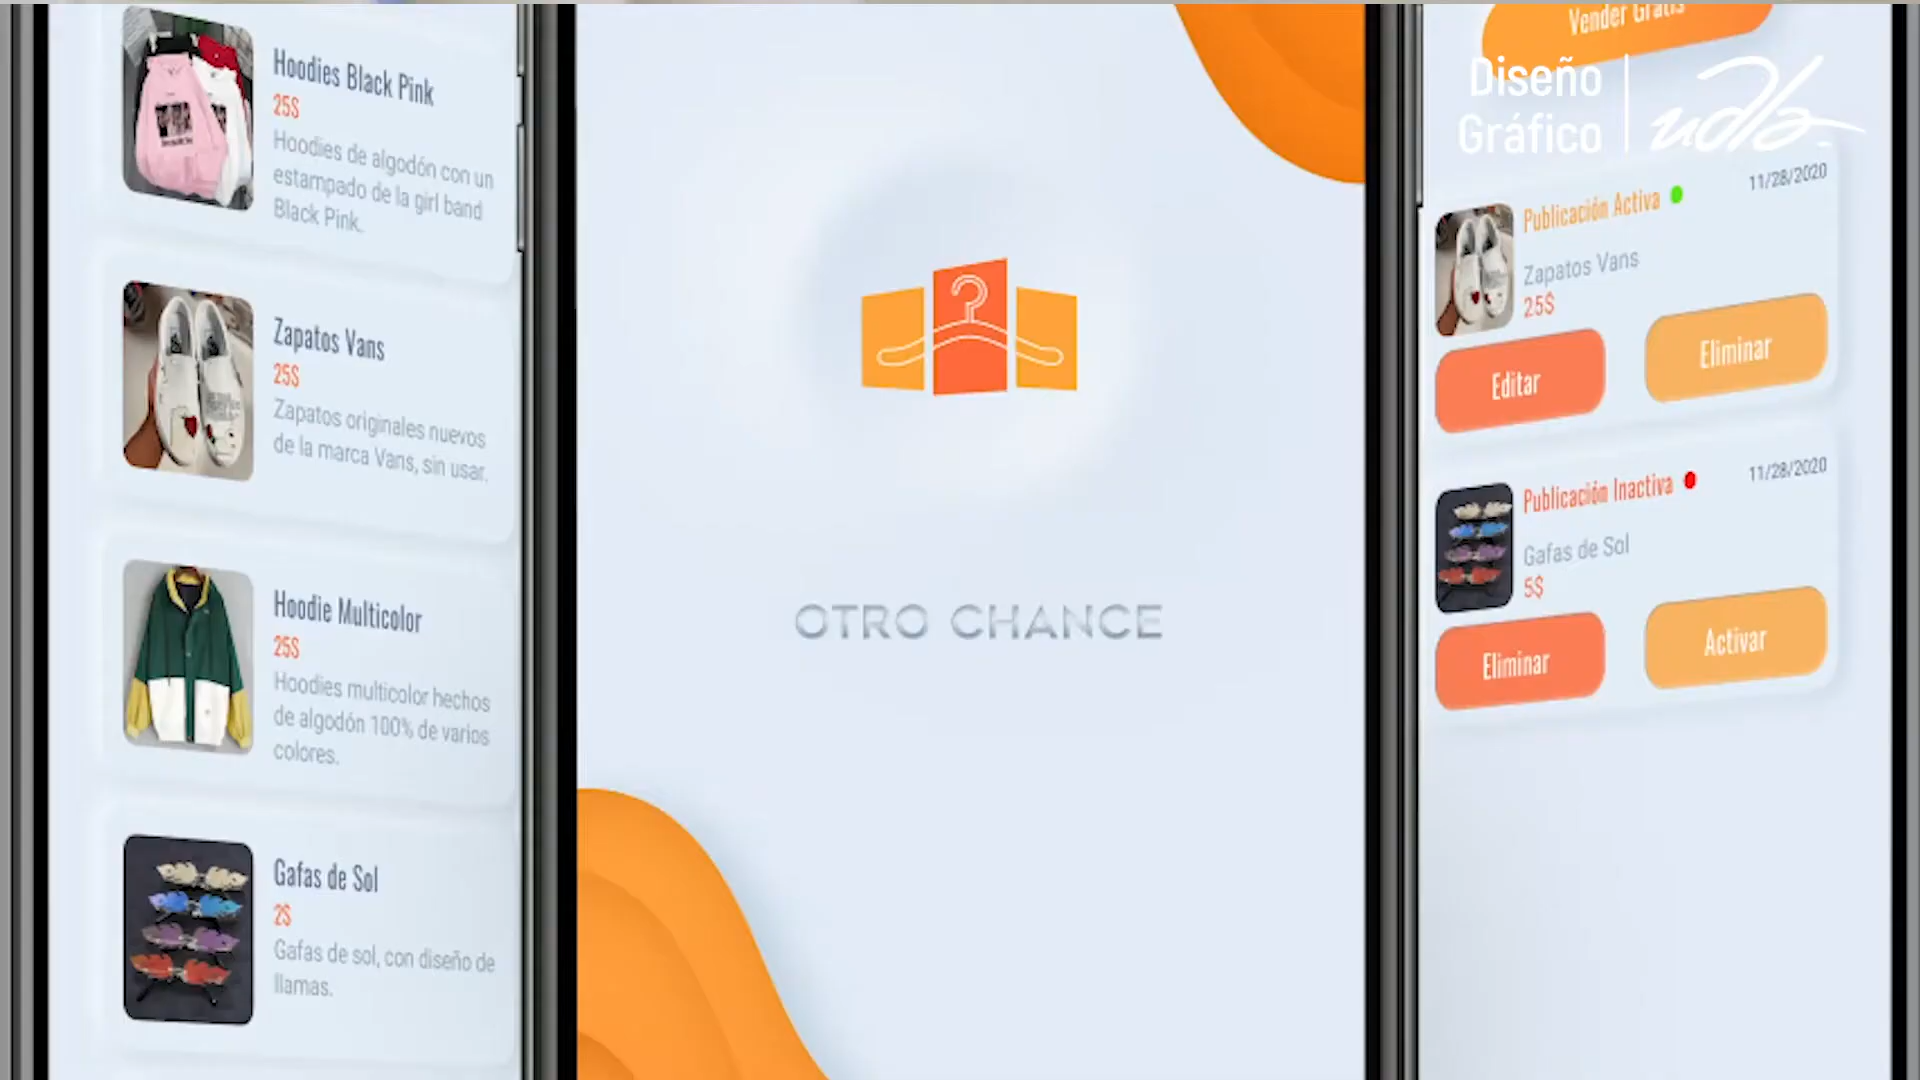 Hoodies Black Pink
25$
Hoodies de algodón con un
estampado de la girl band
Black Pink.
Zapatos Vans
25$
Zapatos originales nuevos
de la marca Vans, sin usar.
Hoodie Multicolor
25$
Hoodies multicolor hechos
de algodón 100% de varios
colores.
Gafas de Sol
2$
Gafas de sol, con diseño de
llamas.
OTRO CHANCE
Vender Gratis
Diseño
Gráfico
udla
11/28/2020
Publicación Activa
Zapatos Vans
25$
Editar
Eliminar
11/28/2020
Publicación Inactiva
Gafas de Sol
5$
Eliminar
Activar